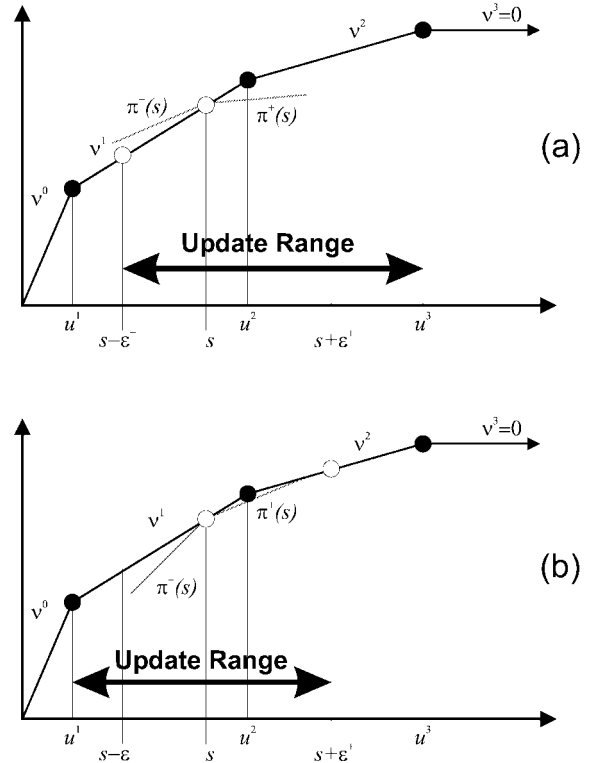 ν²
ν³=0
π⁻(s)
π⁺(s)
ν¹
(a)
ν⁰
Update Range
u¹ s u² u³
s−ε⁻ s+ε⁺
ν²
ν³=0
ν¹
π⁺(s)
(b)
π⁻(s)
ν⁰
Update Range
u¹ s u² u³
s−ε s+ε⁺